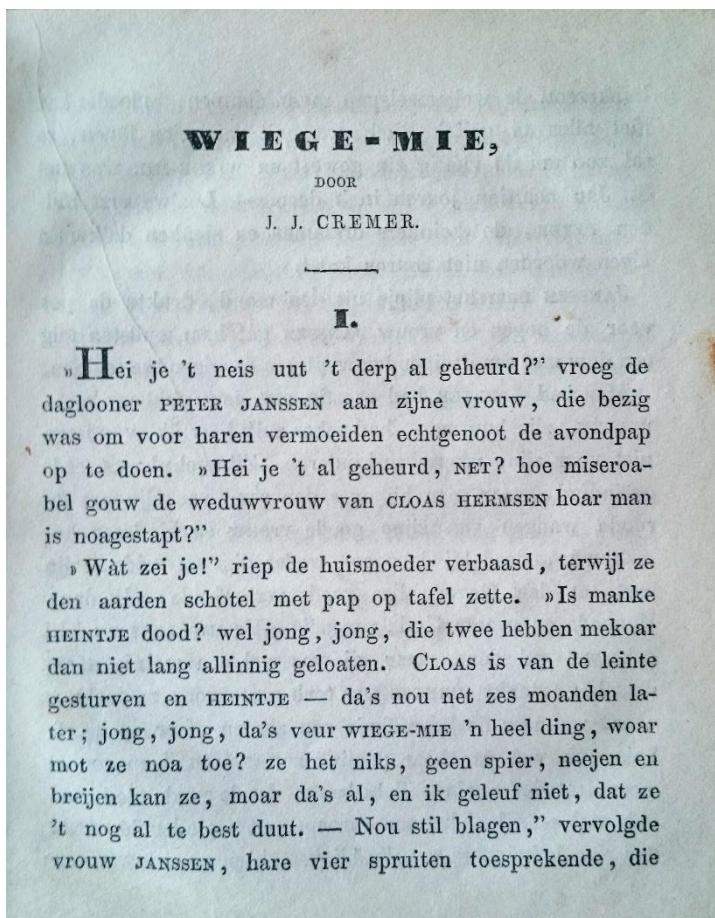 WIEGE-MIE,
DOOR
J. J. CREMER.
I.
»Hei je 't neis uut 't derp al geheurd?” vroeg de
daglooner PETER JANSSEN aan zijne vrouw, die bezig
was om voor haren vermoeiden echtgenoot de avondpap
op te doen. »Hei je 't al geheurd, NET? hoe miseroa-
bel gouw de weduwvrouw van CLOAS HERMSEN hoar man
is noagestapt?”
»Wàt zei je!” riep de huismoeder verbaasd, terwijl ze
den aarden schotel met pap op tafel zette. »Is manke
HEINTJE dood? wel jong, jong, die twee hebben mekoar
dan niet lang allinnig geloaten. CLOAS is van de leinte
gesturven en HEINTJE — da's nou net zes moanden la-
ter; jong, jong, da's veur WIEGE-MIE 'n heel ding, woar
mot ze noa toe? ze het niks, geen spier, neejen en
breijen kan ze, moar da's al, en ik geleuf niet, dat ze
't nog al te best duut. — Nou stil blagen,” vervolgde
vrouw JANSSEN, hare vier spruiten toesprekende, die